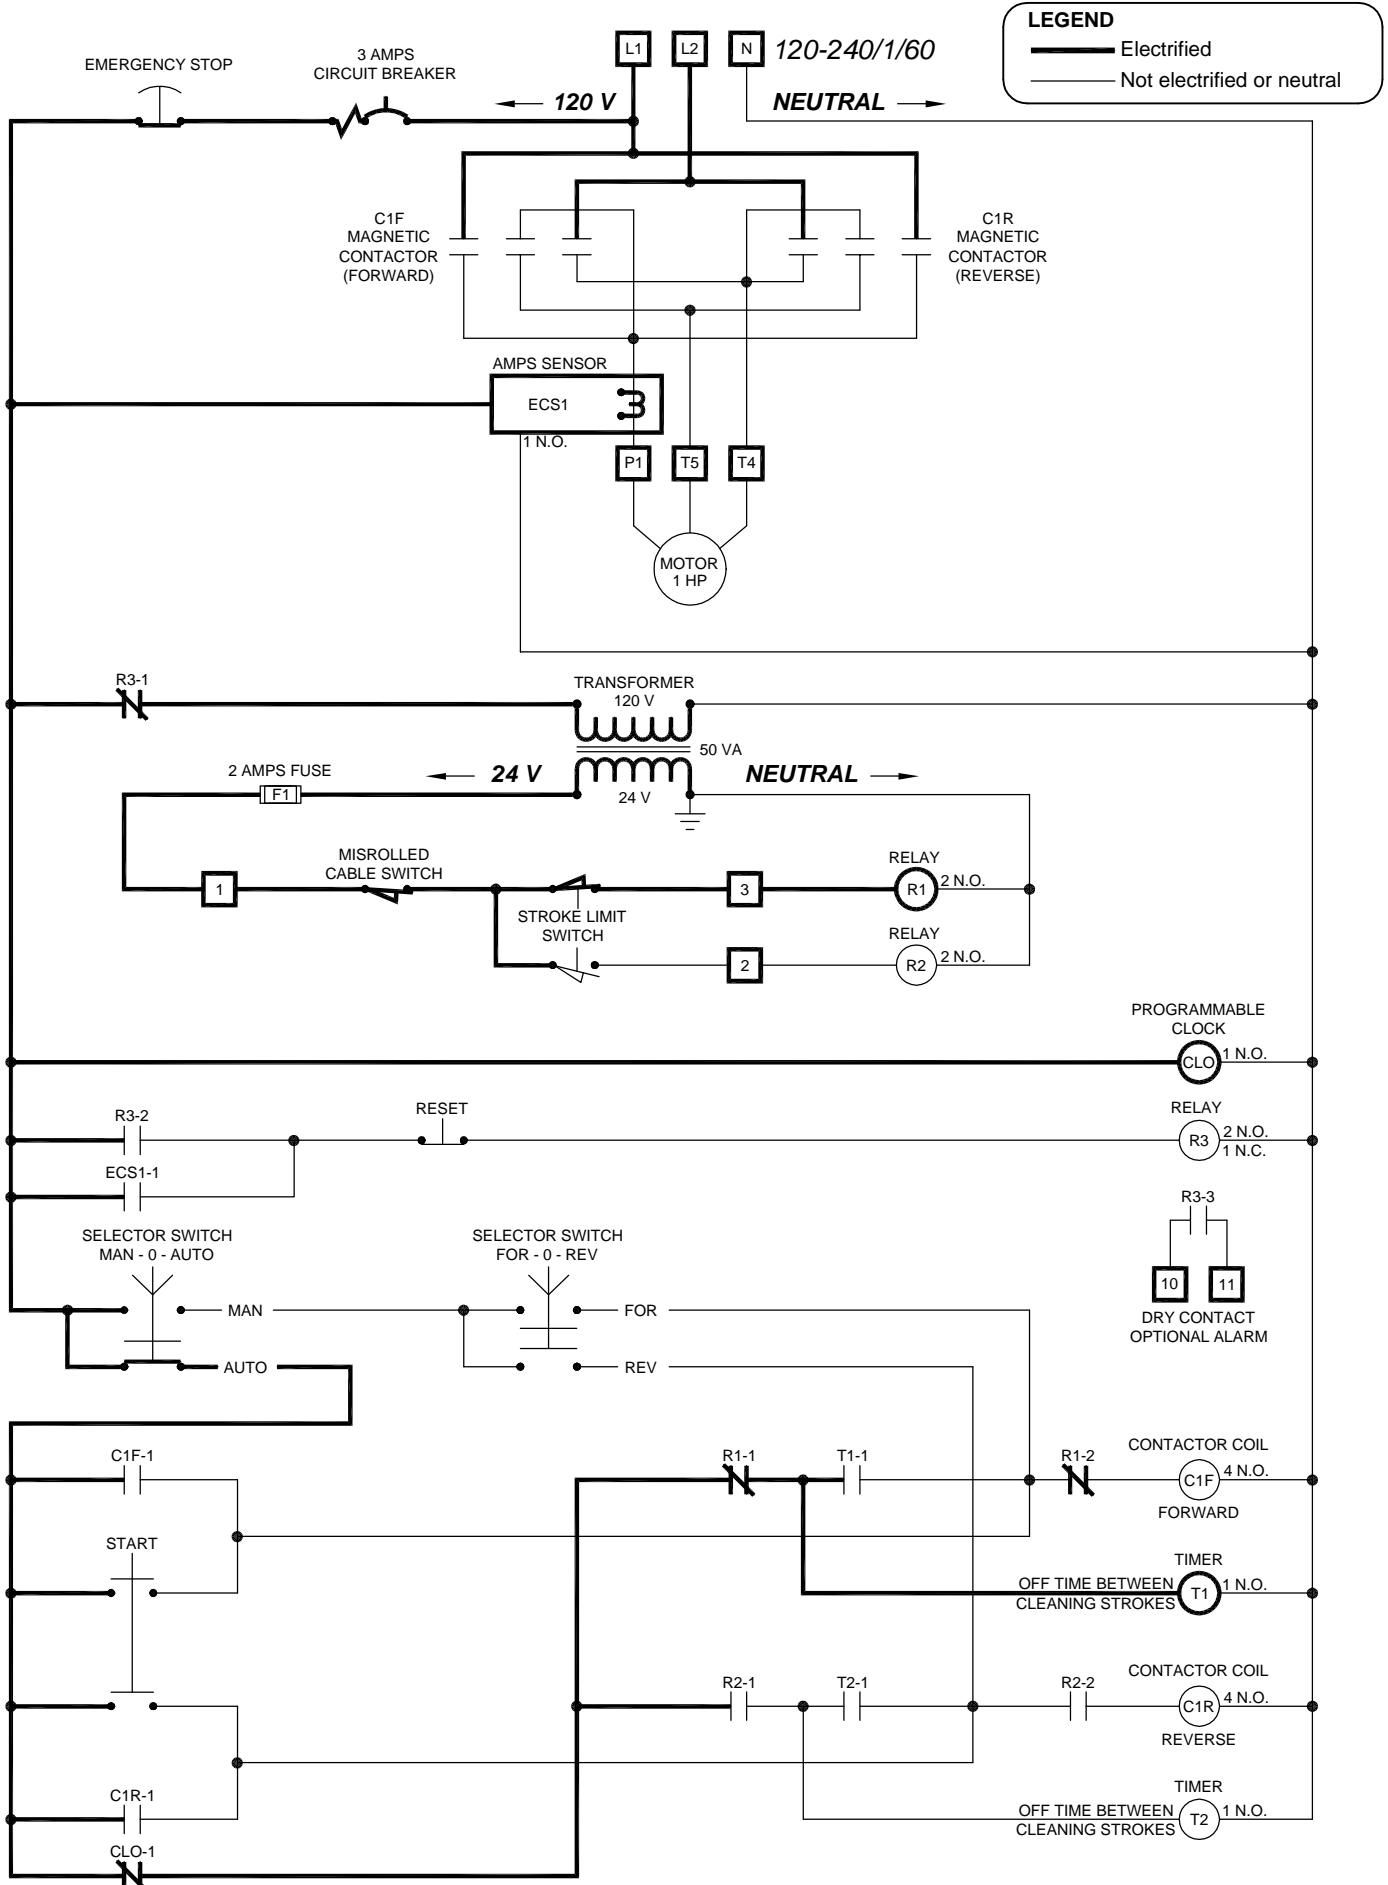 LEGEND
Electrified
Not electrified or neutral
L1
L2
N
120-240/1/60
EMERGENCY STOP
3 AMPS
CIRCUIT BREAKER
120 V
NEUTRAL
C1F
MAGNETIC
CONTACTOR
(FORWARD)
C1R
MAGNETIC
CONTACTOR
(REVERSE)
AMPS SENSOR
ECS1
1 N.O.
P1
T5
T4
MOTOR
1 HP
R3-1
TRANSFORMER
120 V
50 VA
2 AMPS FUSE
F1
24 V
NEUTRAL
24 V
MISROLLED
CABLE SWITCH
1
3
RELAY
R1
2 N.O.
STROKE LIMIT
SWITCH
2
RELAY
R2
2 N.O.
PROGRAMMABLE
CLOCK
CLO
1 N.O.
R3-2
RESET
RELAY
R3
2 N.O.
1 N.C.
ECS1-1
R3-3
10
11
DRY CONTACT
OPTIONAL ALARM
SELECTOR SWITCH
MAN - 0 - AUTO
SELECTOR SWITCH
FOR - 0 - REV
MAN
FOR
AUTO
REV
C1F-1
R1-1
T1-1
R1-2
CONTACTOR COIL
C1F
4 N.O.
FORWARD
START
TIMER
OFF TIME BETWEEN
CLEANING STROKES
T1
1 N.O.
R2-1
T2-1
R2-2
CONTACTOR COIL
C1R
4 N.O.
REVERSE
C1R-1
TIMER
OFF TIME BETWEEN
CLEANING STROKES
T2
1 N.O.
CLO-1